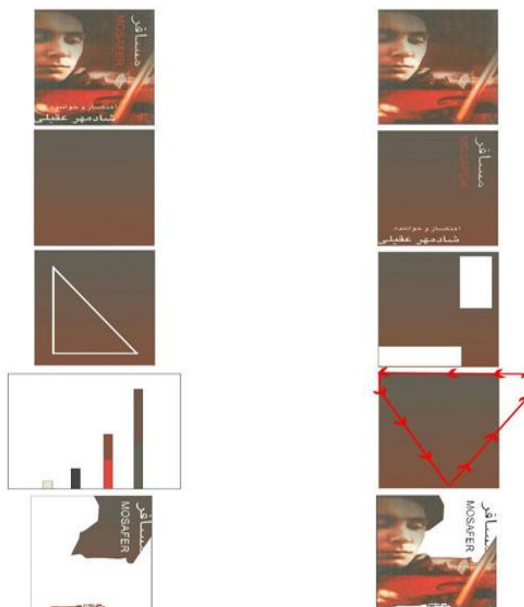 مسافر
MOSAFER
آهنگساز و خواننده
شادمهر عقیلی
مسافر
MOSAFER
آهنگساز و خواننده
شادمهر عقیلی
مسافر
MOSAFER
مسافر
MOSAFER